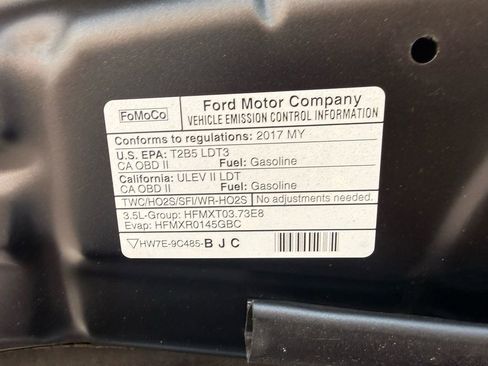 FoMoCo
Ford Motor Company
VEHICLE EMISSION CONTROL INFORMATION
Conforms to regulations: 2017 MY
U.S. EPA: T2B5 LDT3
CA OBD II Fuel: Gasoline
California: ULEV II LDT
CA OBD II Fuel: Gasoline
TWC/HO2S/SFI/WR-HO2S No adjustments needed.
3.5L-Group: HFMXT03.73E8
Evap: HFMXR0145GBC
HW7E-9C485-B J C